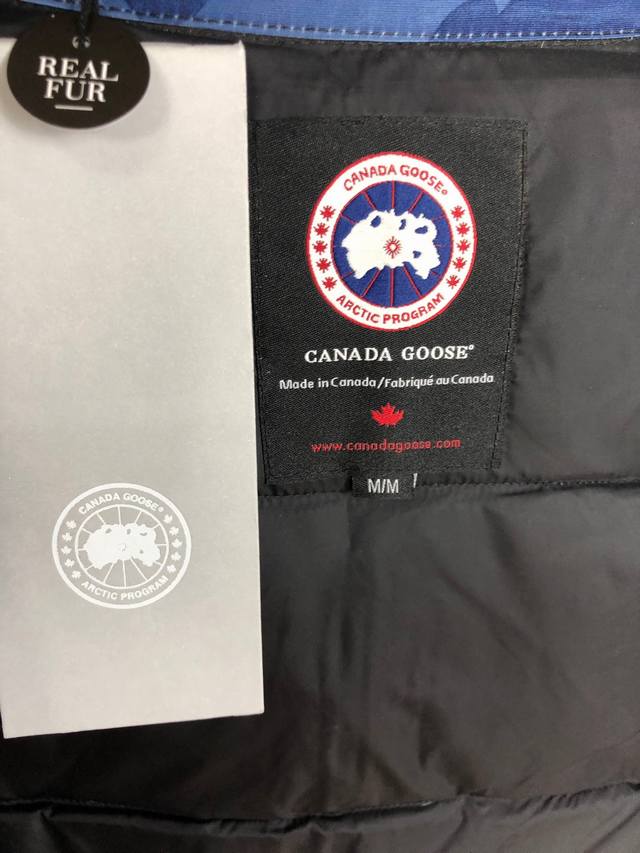 REAL
FUR
CANADA GOOSE®
ARCTIC PROGRAM
CANADA GOOSE®
Made in Canada/Fabriqué au Canada
www.canadagoose.com
M/M
CANADA GOOSE®
ARCTIC PROGRAM